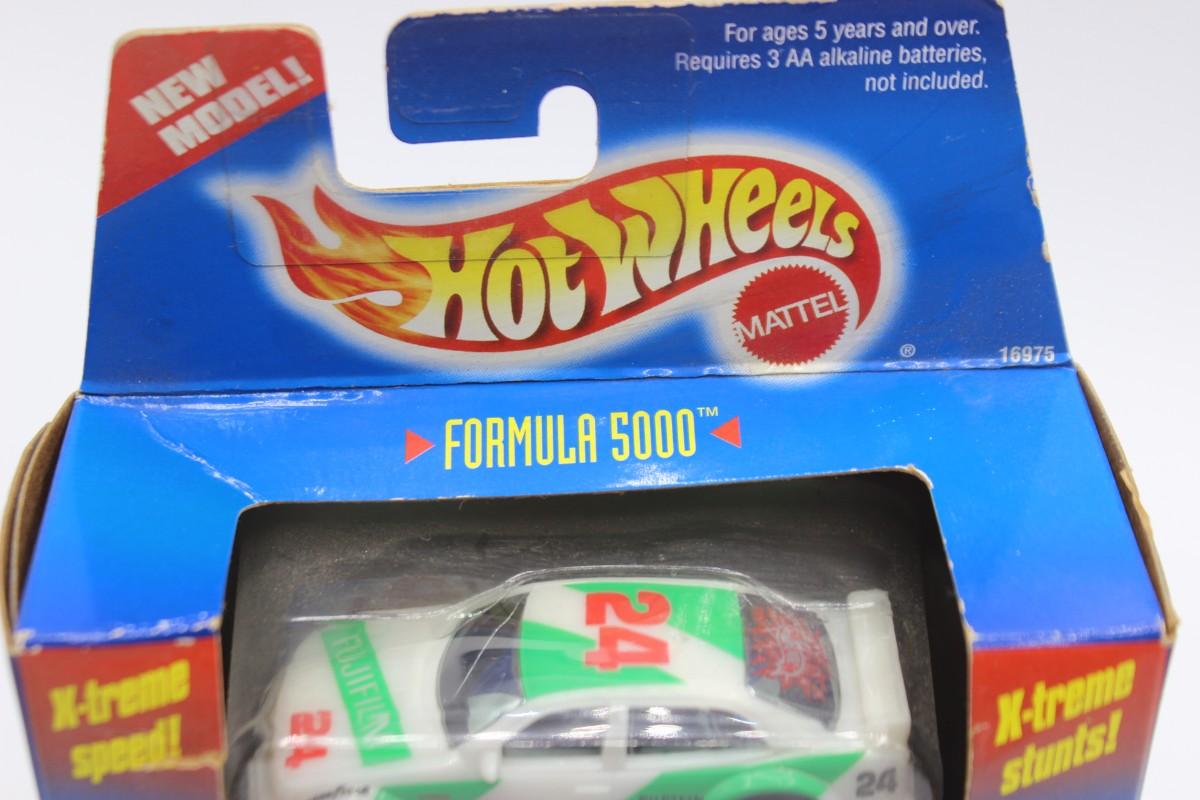 For ages 5 years and over.
Requires 3 AA alkaline batteries,
not included.
NEW
MODEL!
HOT WHEELS
MATTEL
®
16975
FORMULA 5000™
24
FUJIFILM
24
X-treme
speed!
X-treme
stunts!
24